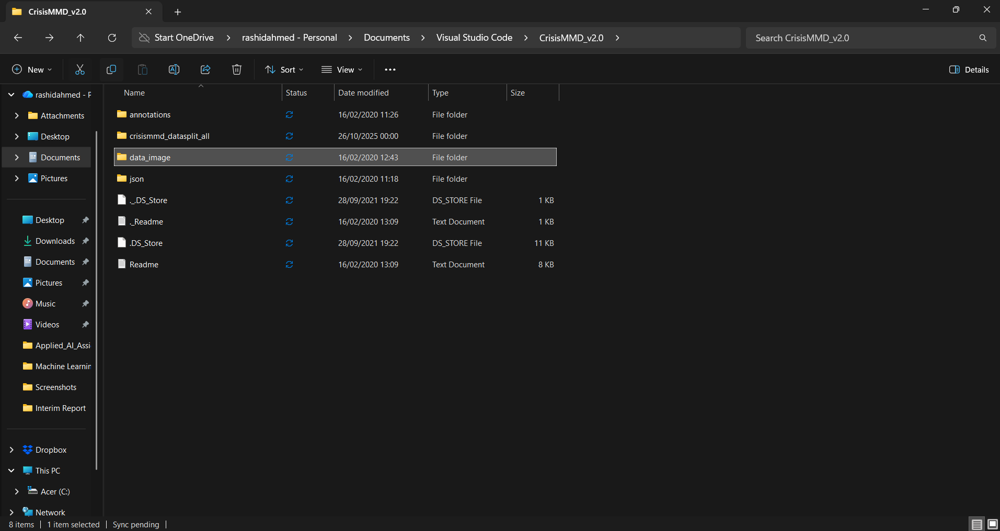 CrisisMMD_v2.0
Start OneDrive > rashidahmed - Personal > Documents > Visual Studio Code > CrisisMMD_v2.0 >
Search CrisisMMD_v2.0
New
Sort
View
Details
rashidahmed - P
Attachments
Desktop
Documents
Pictures
Desktop
Downloads
Documents
Pictures
Music
Videos
Applied_AI_Assi
Machine Learnin
Screenshots
Interim Report
Dropbox
This PC
Acer (C:)
Network
Name Status Date modified Type Size
annotations 16/02/2020 11:26 File folder
crisismmd_datasplit_all 26/10/2025 00:00 File folder
data_image 16/02/2020 12:43 File folder
json 16/02/2020 11:18 File folder
._.DS_Store 28/09/2021 19:22 DS_STORE File 1 KB
._Readme 16/02/2020 13:09 Text Document 1 KB
.DS_Store 28/09/2021 19:22 DS_STORE File 11 KB
Readme 16/02/2020 13:09 Text Document 8 KB
8 items | 1 item selected | Sync pending |